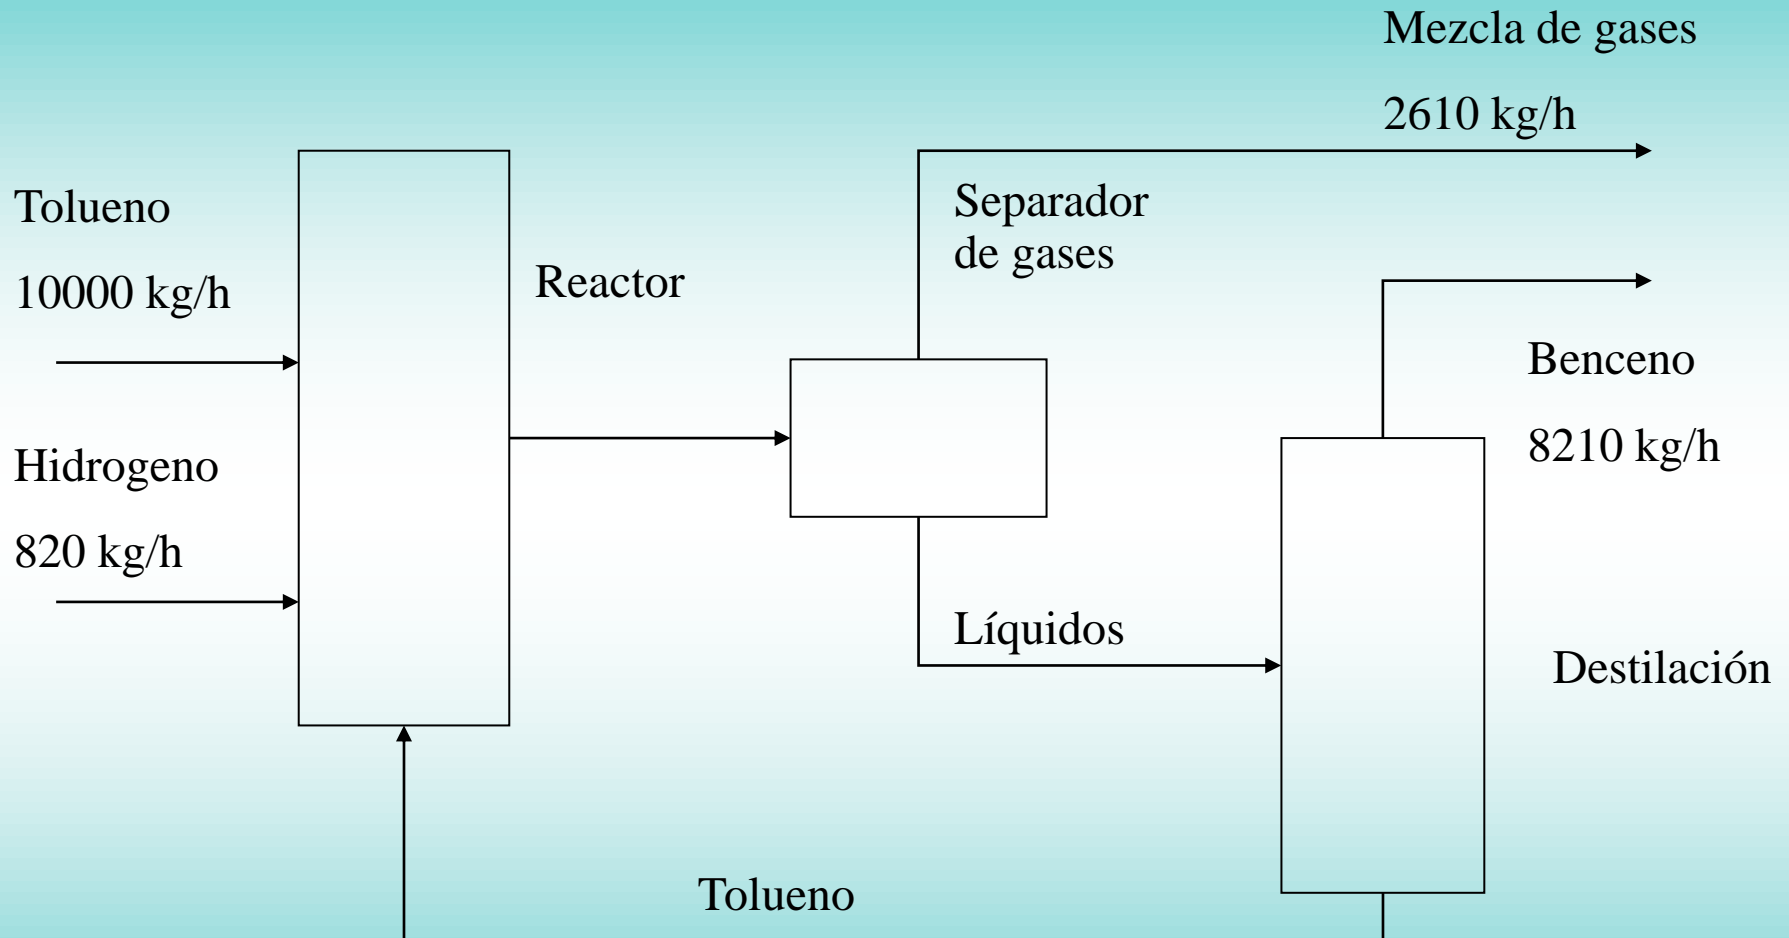 Mezcla de gases
2610 kg/h
Tolueno
10000 kg/h
Separador
de gases
Reactor
Benceno
8210 kg/h
Hidrogeno
820 kg/h
Líquidos
Destilación
Tolueno